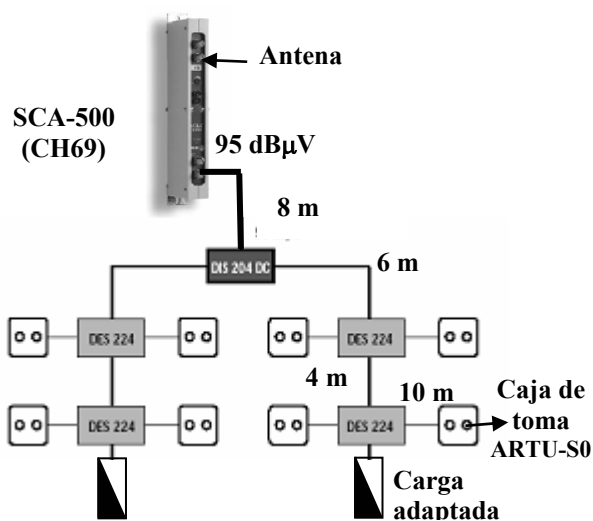 Antena
SCA-500
(CH69)
95 dBμV
8 m
DIS 204 DC
6 m
DES 224
DES 224
4 m
10 m
DES 224
DES 224
Caja de
toma
ARTU-S0
Carga
adaptada